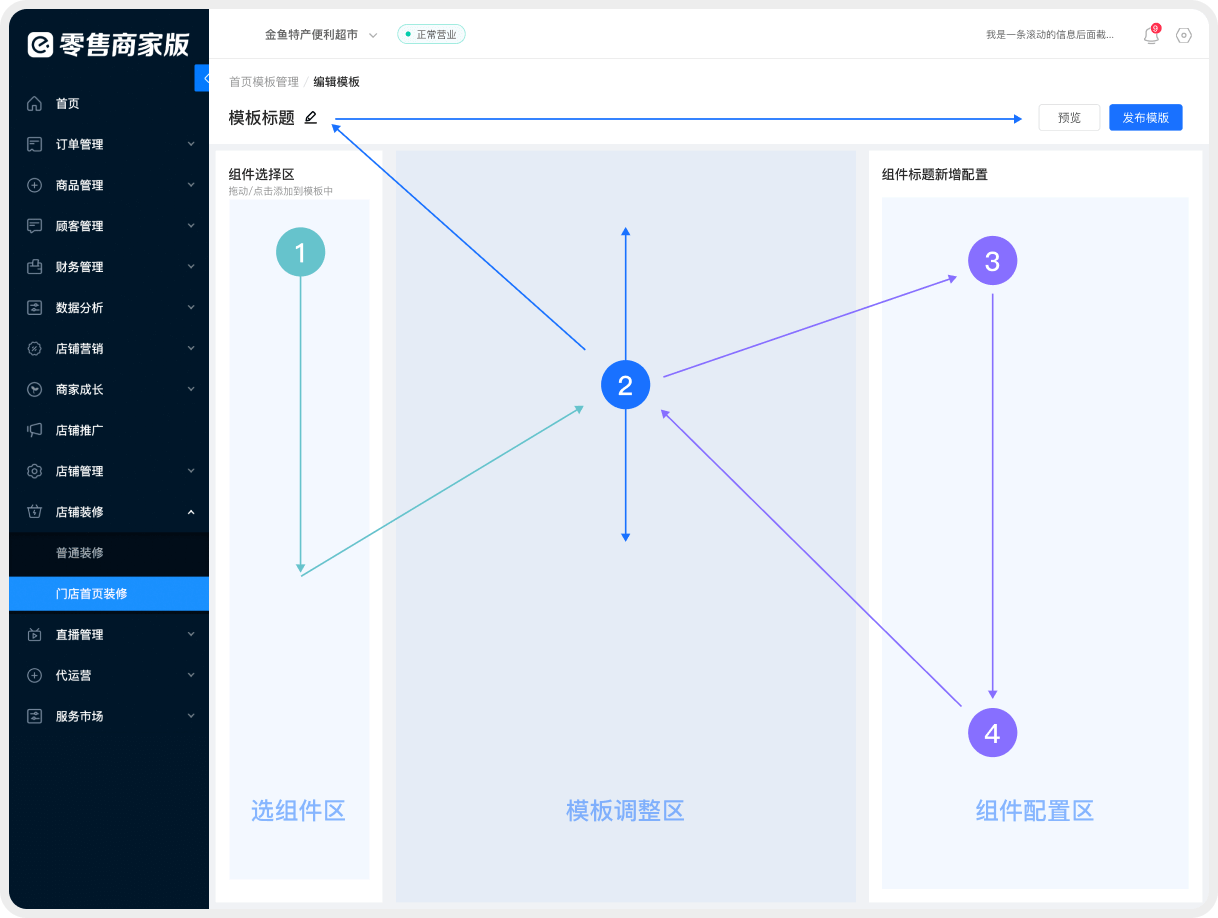 零售商家版
金鱼特产便利超市
正常营业
我是一条滚动的信息后面截...
9
首页模板管理 / 编辑模板
模板标题
预览
发布模版
首页
订单管理
商品管理
顾客管理
财务管理
数据分析
店铺营销
商家成长
店铺推广
店铺管理
店铺装修
普通装修
门店首页装修
直播管理
代运营
服务市场
组件选择区
拖动/点击添加到模板中
1
选组件区
2
模板调整区
组件标题新增配置
3
4
组件配置区